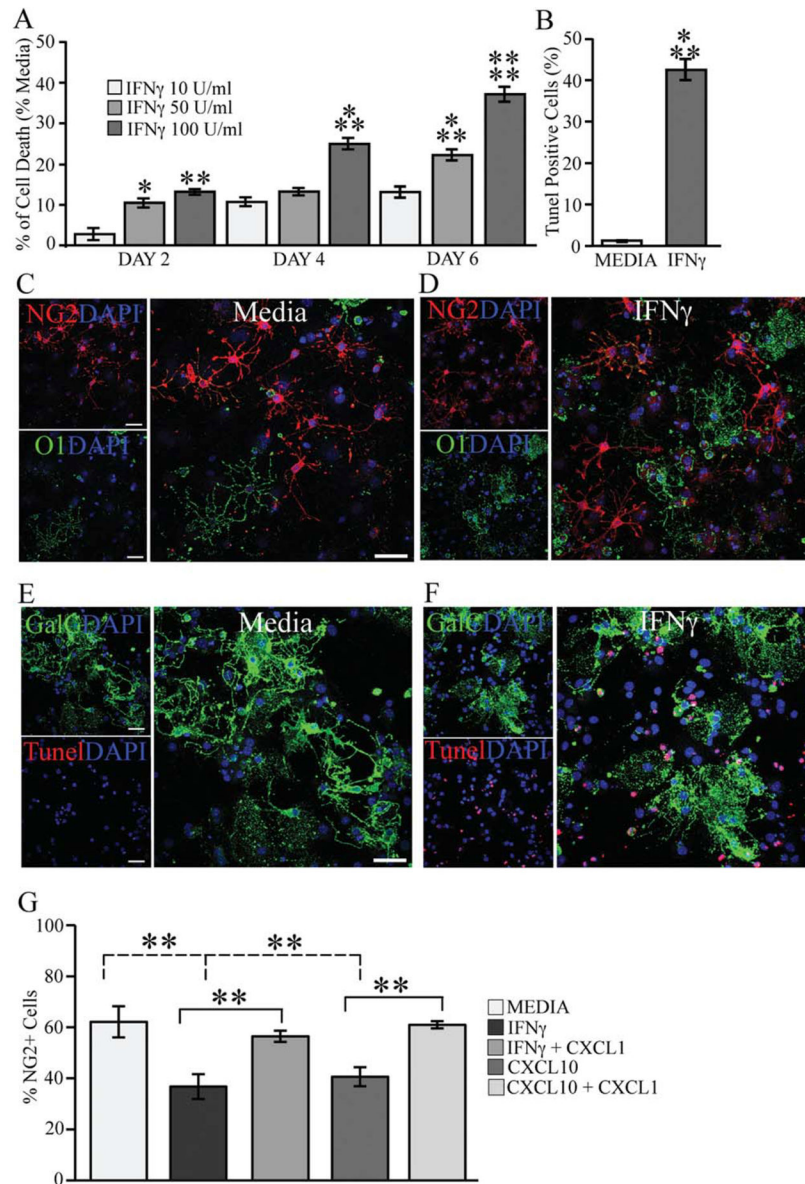 A
% of Cell Death (% Media)
50
40
30
20
10
0
IFNγ 10 U/ml
IFNγ 50 U/ml
IFNγ 100 U/ml
*
**
*
**
*
**
**
**
DAY 2
DAY 4
DAY 6
B
Tunel Positive Cells (%)
50
40
30
20
10
0
*
**
MEDIA
IFNγ
C
NG2DAPI
O1DAPI
Media
D
NG2DAPI
O1DAPI
IFNγ
E
GalCDAPI
TunelDAPI
Media
F
GalCDAPI
TunelDAPI
IFNγ
G
% NG2+ Cells
100
80
60
40
20
0
**
**
**
**
MEDIA
IFNγ
IFNγ + CXCL1
CXCL10
CXCL10 + CXCL1